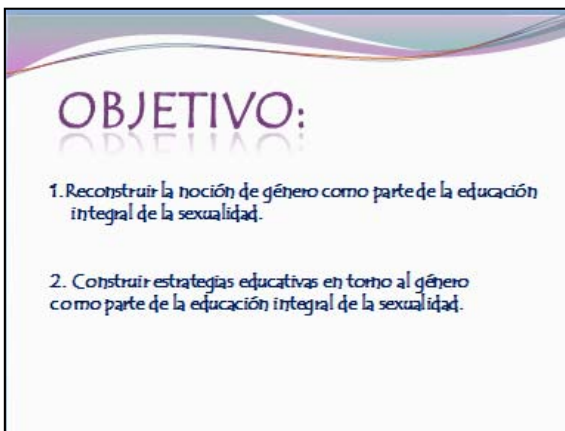 OBJETIVO:
1. Reconstruir la noción de género como parte de la educación
integral de la sexualidad.
2. Construir estrategias educativas en torno al género
como parte de la educación integral de la sexualidad.